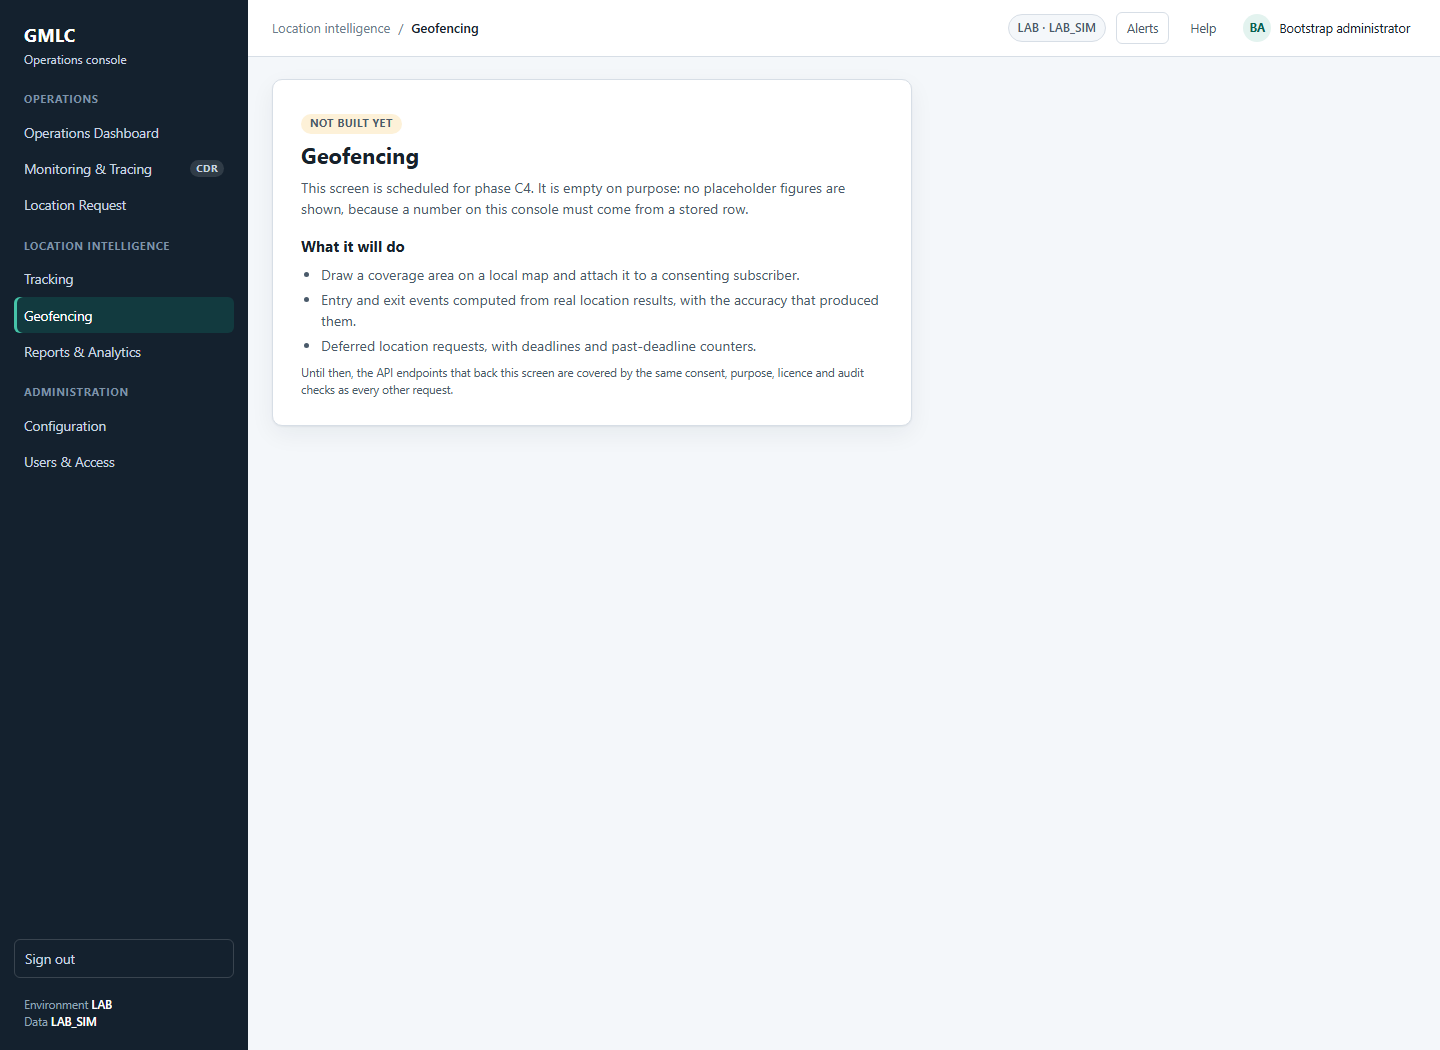 GMLC
Operations console
OPERATIONS
Operations Dashboard
Monitoring & Tracing CDR
Location Request
LOCATION INTELLIGENCE
Tracking
Geofencing
Reports & Analytics
ADMINISTRATION
Configuration
Users & Access
Sign out
Environment LAB
Data LAB_SIM
Location intelligence / Geofencing
LAB · LAB_SIM Alerts Help BA Bootstrap administrator
NOT BUILT YET
Geofencing
This screen is scheduled for phase C4. It is empty on purpose: no placeholder figures are
shown, because a number on this console must come from a stored row.
What it will do
• Draw a coverage area on a local map and attach it to a consenting subscriber.
• Entry and exit events computed from real location results, with the accuracy that produced
them.
• Deferred location requests, with deadlines and past-deadline counters.
Until then, the API endpoints that back this screen are covered by the same consent, purpose, licence and audit
checks as every other request.